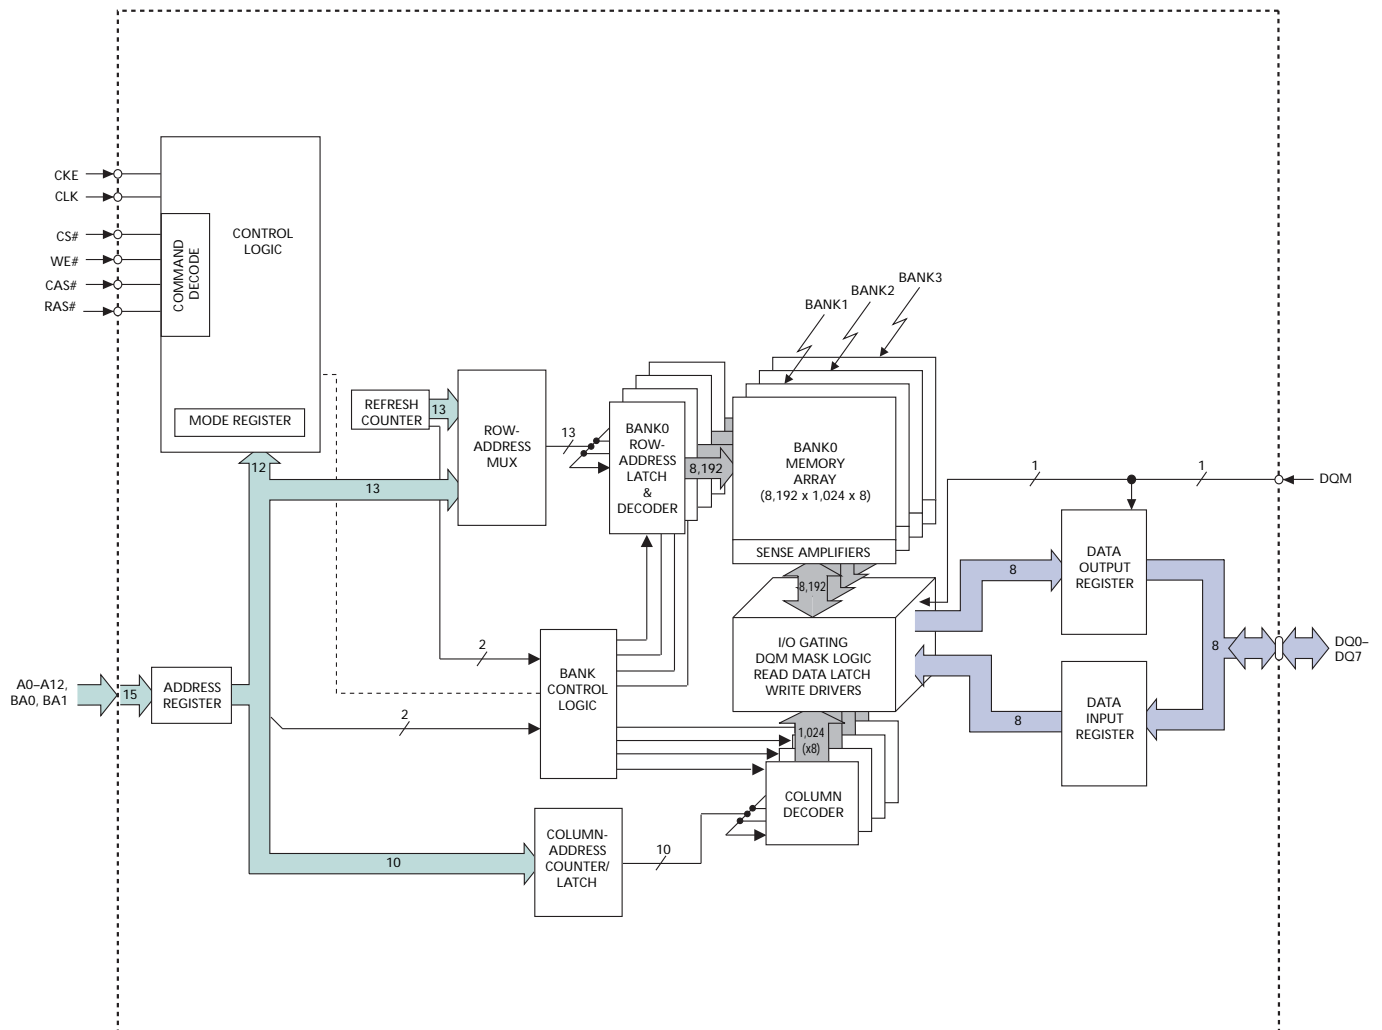 CKE
CLK
CS#
WE#
CAS#
RAS#
CONTROL
LOGIC
COMMAND
DECODE
MODE REGISTER
12
REFRESH
COUNTER
13
13
ROW-
ADDRESS
MUX
13
BANK0
ROW-
ADDRESS
LATCH
&
DECODER
8,192
BANK1
BANK2
BANK3
BANK0
MEMORY
ARRAY
(8,192 x 1,024 x 8)
SENSE AMPLIFIERS
8,192
I/O GATING
DQM MASK LOGIC
READ DATA LATCH
WRITE DRIVERS
1
1
DQM
8
DATA
OUTPUT
REGISTER
8
DQ0–
DQ7
DATA
INPUT
REGISTER
8
A0–A12,
BA0, BA1
15
ADDRESS
REGISTER
2
2
BANK
CONTROL
LOGIC
1,024
(x8)
COLUMN
DECODER
10
COLUMN-
ADDRESS
COUNTER/
LATCH
10